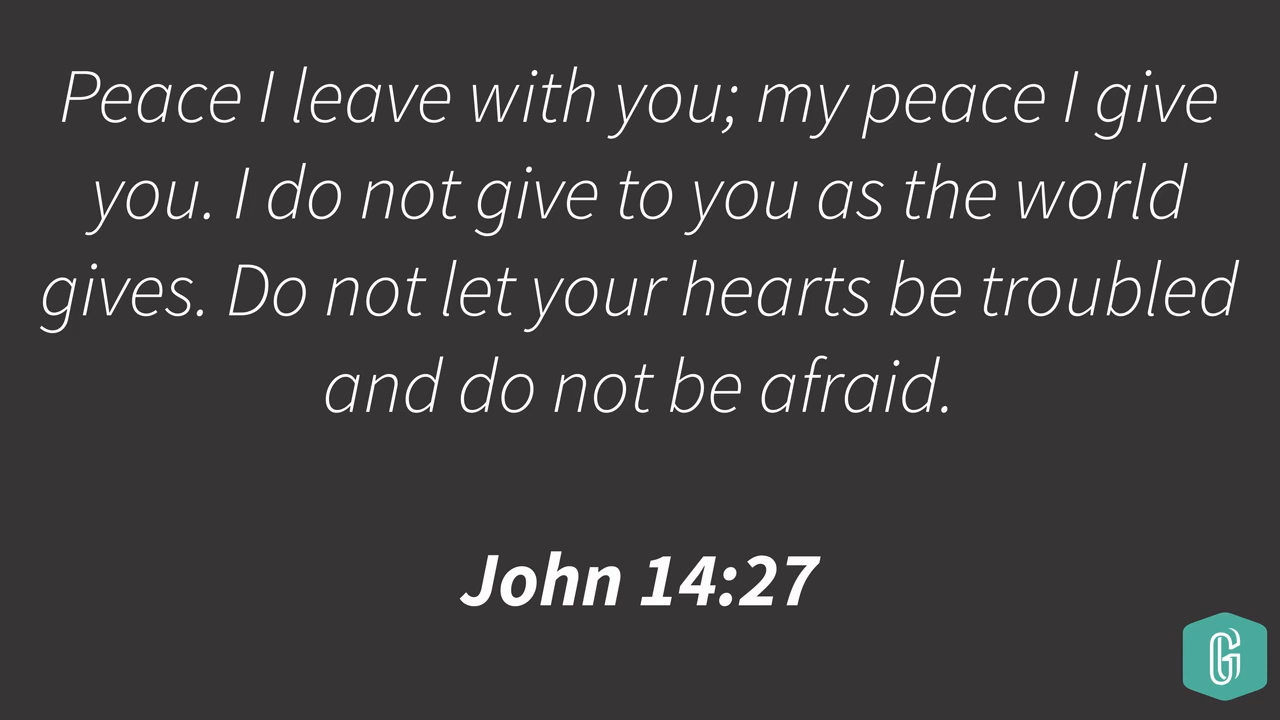 Peace I leave with you; my peace I give
you. I do not give to you as the world
gives. Do not let your hearts be troubled
and do not be afraid.
John 14:27
G